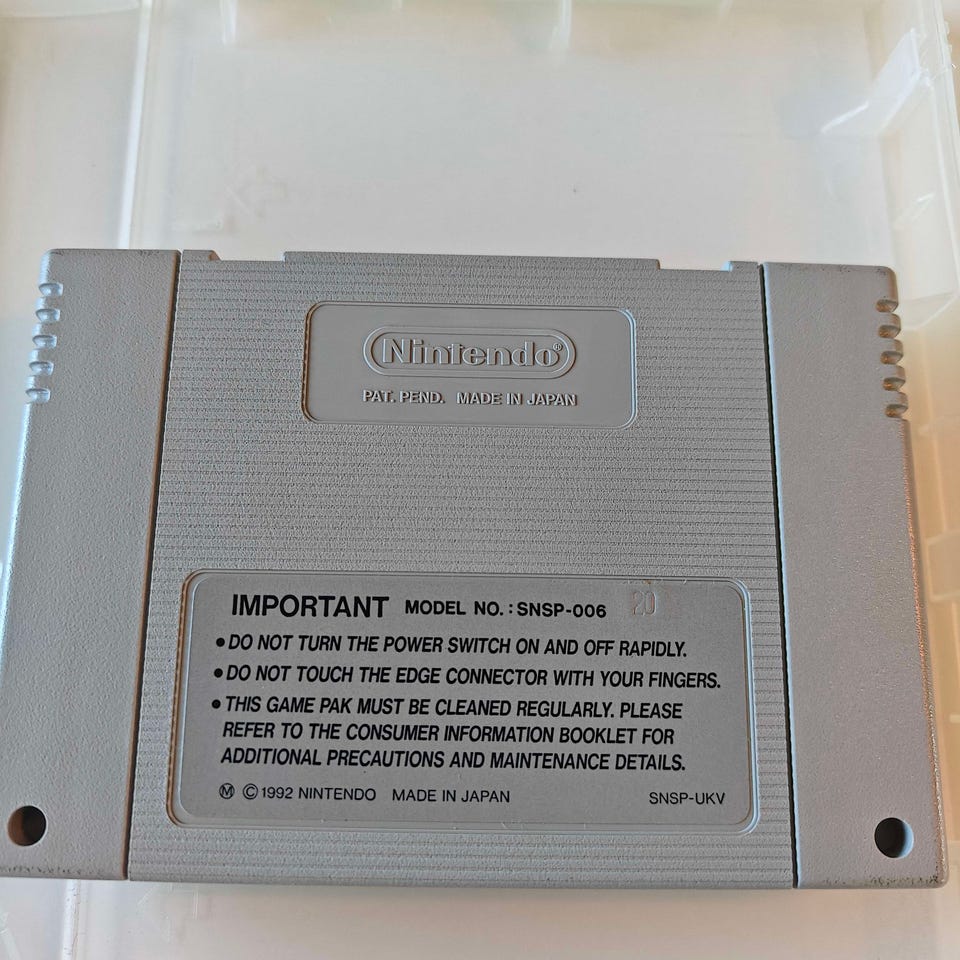 Nintendo®
PAT. PEND. MADE IN JAPAN
IMPORTANT MODEL NO. : SNSP-006 20
• DO NOT TURN THE POWER SWITCH ON AND OFF RAPIDLY.
• DO NOT TOUCH THE EDGE CONNECTOR WITH YOUR FINGERS.
• THIS GAME PAK MUST BE CLEANED REGULARLY. PLEASE
REFER TO THE CONSUMER INFORMATION BOOKLET FOR
ADDITIONAL PRECAUTIONS AND MAINTENANCE DETAILS.
Ⓜ © 1992 NINTENDO MADE IN JAPAN SNSP-UKV